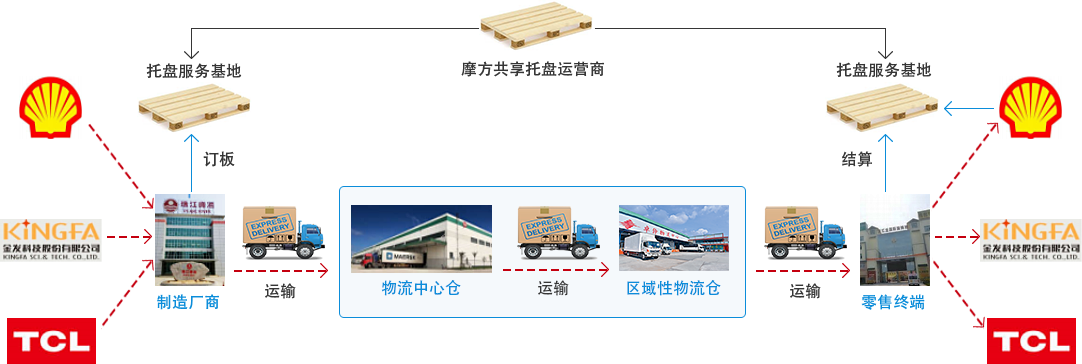 摩方共享托盘运营商
托盘服务基地
托盘服务基地
订板
结算
KINGFA
金发科技股份有限公司
KINGFA SCI.& TECH. CO.,LTD.
EXPRESS
DELIVERY
EXPRESS
DELIVERY
EXPRESS
DELIVERY
MAERSK
KINGFA
金发科技股份有限公司
KINGFA SCI.& TECH. CO.,LTD.
运输
运输
运输
制造厂商
物流中心仓
区域性物流仓
零售终端
TCL
TCL